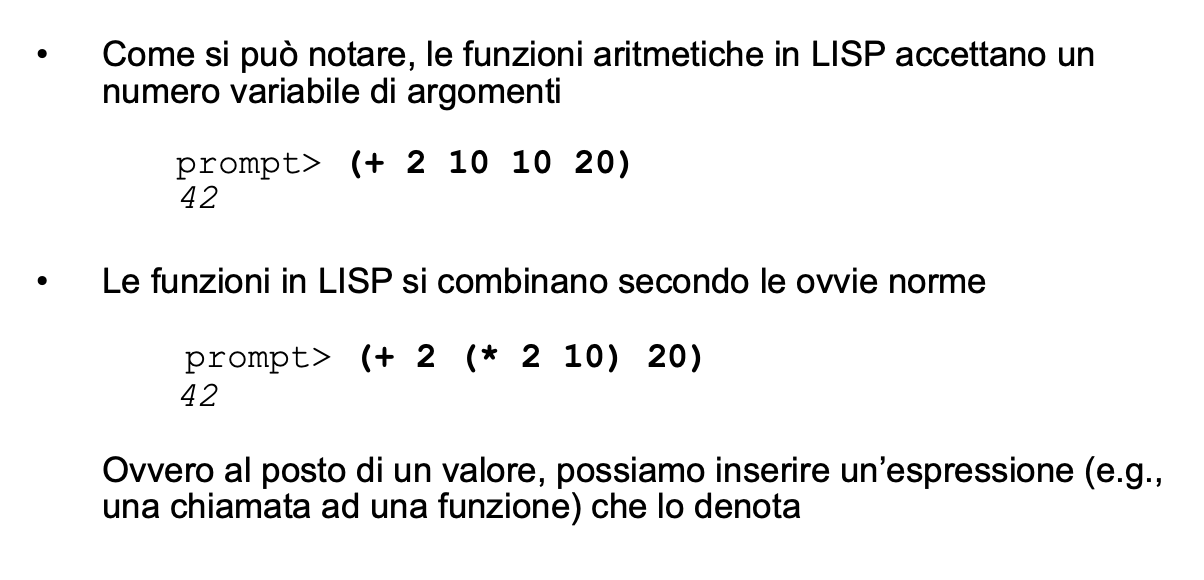 • Come si può notare, le funzioni aritmetiche in LISP accettano un
numero variabile di argomenti
prompt> (+ 2 10 10 20)
42
• Le funzioni in LISP si combinano secondo le ovvie norme
prompt> (+ 2 (* 2 10) 20)
42
Ovvero al posto di un valore, possiamo inserire un’espressione (e.g.,
una chiamata ad una funzione) che lo denota